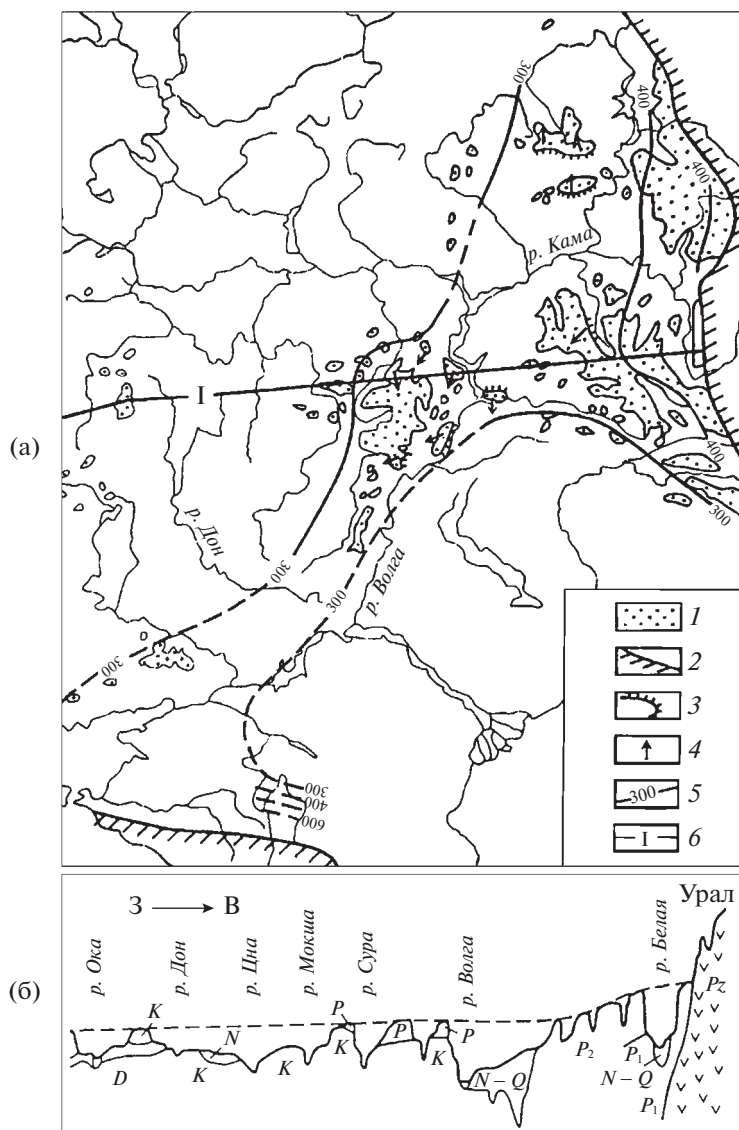 (а)
300
400
400
р. Кама
I
400
300
р. Дон
р. Волга
300
300
300
300
400
600
1
2
3
4
300 5
I 6
(б)
З В
Урал
р. Ока
р. Дон
р. Цна
р. Мокша
р. Сура
р. Волга
р. Белая
K
N
P
P
P
PZ
D
K
K
K
K
N – Q
P2
P1
N – Q
P1